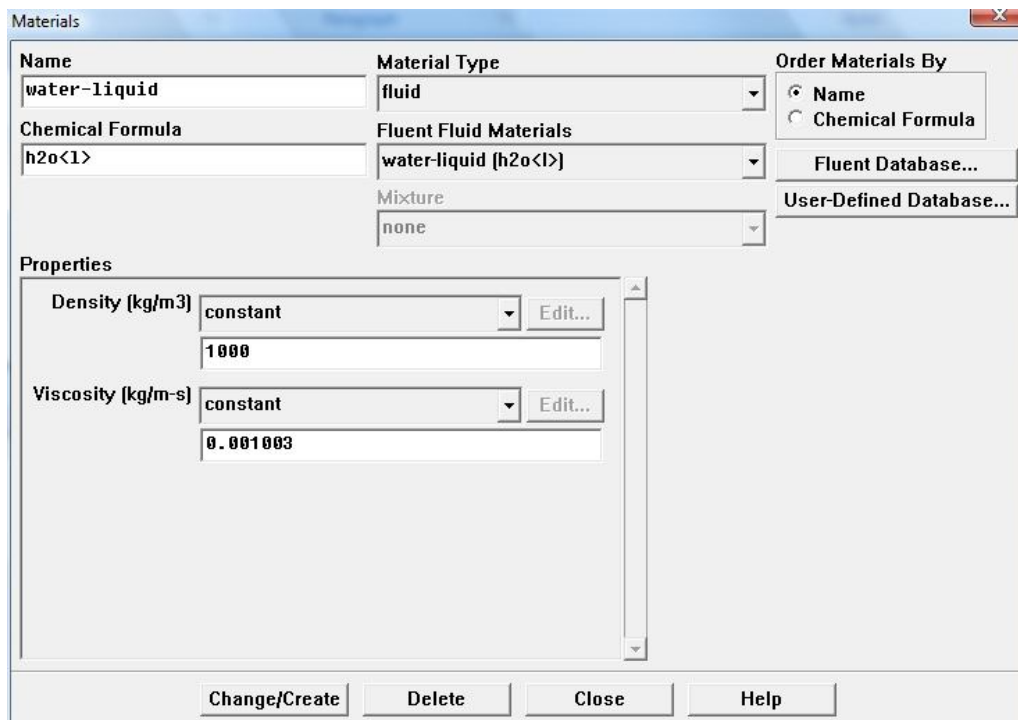 Materials
Name
water-liquid
Chemical Formula
h2o<l>
Material Type
fluid
Fluent Fluid Materials
water-liquid (h2o<l>)
Mixture
none
Order Materials By
Name
Chemical Formula
Fluent Database...
User-Defined Database...
Properties
Density (kg/m3)
constant
Edit...
1000
Viscosity (kg/m-s)
constant
Edit...
0.001003
Change/Create
Delete
Close
Help